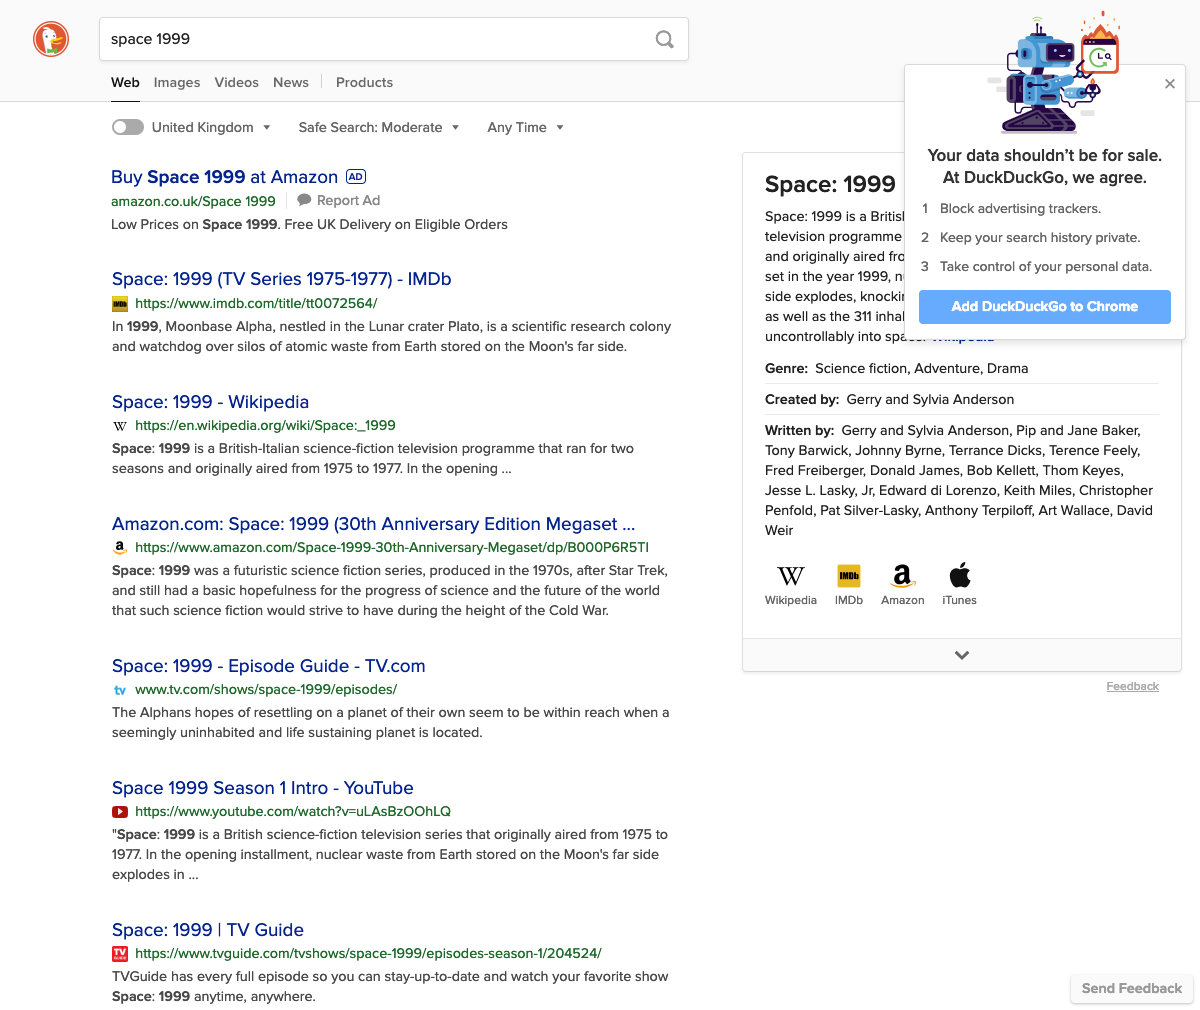 space 1999
Web Images Videos News Products
United Kingdom Safe Search: Moderate Any Time
Buy Space 1999 at Amazon AD
amazon.co.uk/Space 1999 Report Ad
Low Prices on Space 1999. Free UK Delivery on Eligible Orders
Space: 1999 (TV Series 1975-1977) - IMDb
IMDb https://www.imdb.com/title/tt0072564/
In 1999, Moonbase Alpha, nestled in the Lunar crater Plato, is a scientific research colony
and watchdog over silos of atomic waste from Earth stored on the Moon's far side.
Space: 1999 - Wikipedia
W https://en.wikipedia.org/wiki/Space:_1999
Space: 1999 is a British-Italian science-fiction television programme that ran for two
seasons and originally aired from 1975 to 1977. In the opening ...
Amazon.com: Space: 1999 (30th Anniversary Edition Megaset ...
a https://www.amazon.com/Space-1999-30th-Anniversary-Megaset/dp/B000P6R5TI
Space: 1999 was a futuristic science fiction series, produced in the 1970s, after Star Trek,
and still had a basic hopefulness for the progress of science and the future of the world
that such science fiction would strive to have during the height of the Cold War.
Space: 1999 - Episode Guide - TV.com
tv www.tv.com/shows/space-1999/episodes/
The Alphans hopes of resettling on a planet of their own seem to be within reach when a
seemingly uninhabited and life sustaining planet is located.
Space 1999 Season 1 Intro - YouTube
https://www.youtube.com/watch?v=uLAsBzOOhLQ
"Space: 1999 is a British science-fiction television series that originally aired from 1975 to
1977. In the opening installment, nuclear waste from Earth stored on the Moon's far side
explodes in ...
Space: 1999 | TV Guide
TV GUIDE https://www.tvguide.com/tvshows/space-1999/episodes-season-1/204524/
TVGuide has every full episode so you can stay-up-to-date and watch your favorite show
Space: 1999 anytime, anywhere.
Your data shouldn't be for sale.
At DuckDuckGo, we agree.
1 Block advertising trackers.
2 Keep your search history private.
3 Take control of your personal data.
Add DuckDuckGo to Chrome
Space: 1999
Space: 1999 is a
television programme
and originally aired
set in the year 1999,
side explodes,
as well as the 311
uncontrollably into Wikipedia
Genre: Science fiction, Adventure, Drama
Created by: Gerry and Sylvia Anderson
Written by: Gerry and Sylvia Anderson, Pip and Jane Baker,
Tony Barwick, Johnny Byrne, Terrance Dicks, Terence Feely,
Fred Freiberger, Donald James, Bob Kellett, Thom Keyes,
Jesse L. Lasky, Jr, Edward di Lorenzo, Keith Miles, Christopher
Penfold, Pat Silver-Lasky, Anthony Terpiloff, Art Wallace, David
Weir
W IMDb a
Wikipedia IMDb Amazon iTunes
Feedback
Send Feedback